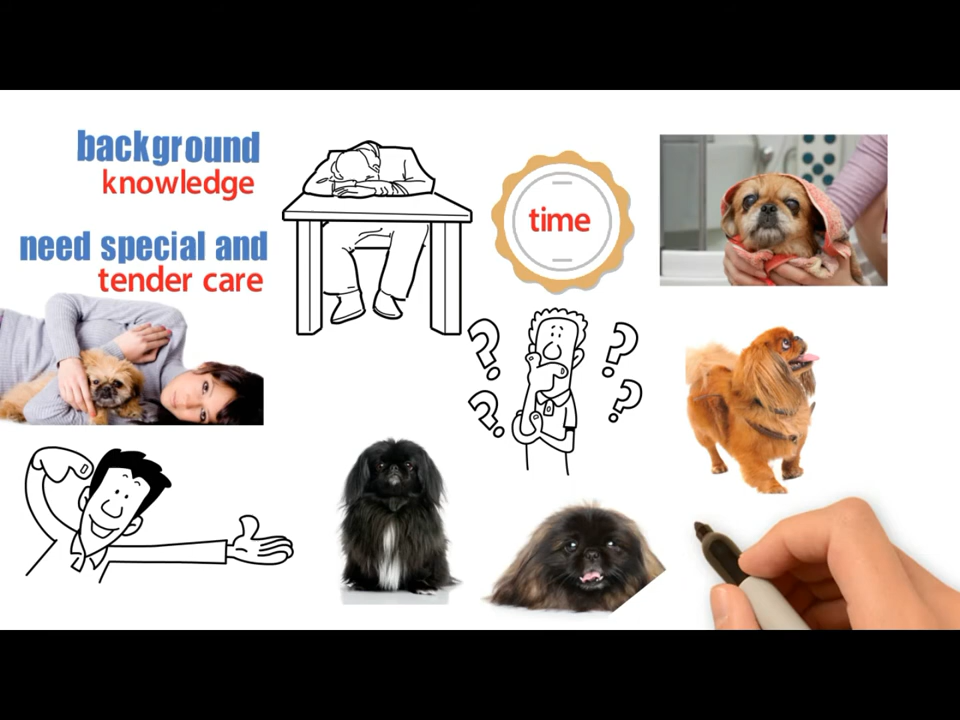 background
knowledge
need special and
tender care
time